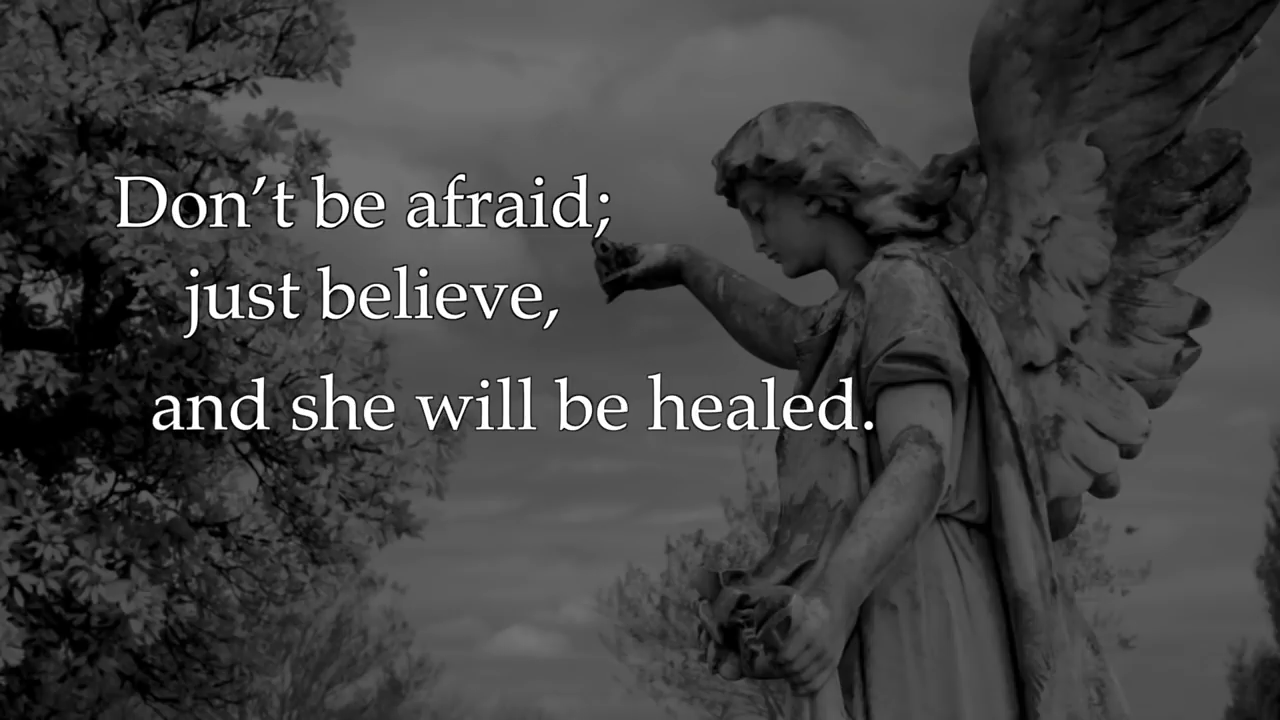 Don’t be afraid;
just believe,
and she will be healed.